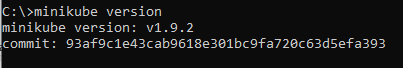 C:\>minikube version
minikube version: v1.9.2
commit: 93af9c1e43cab9618e301bc9fa720c63d5efa393